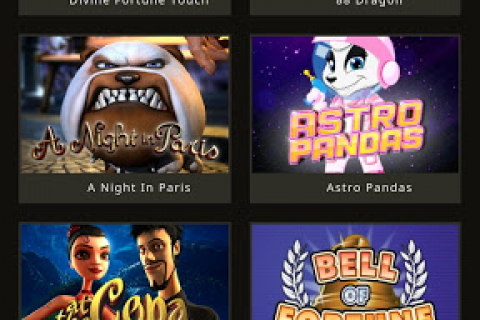 Divine Fortune Touch
88 Dragon
A Night in Paris
ASTRO
PANDAS
A Night In Paris
Astro Pandas
at
Copa
BELL
OF
FORTUNE